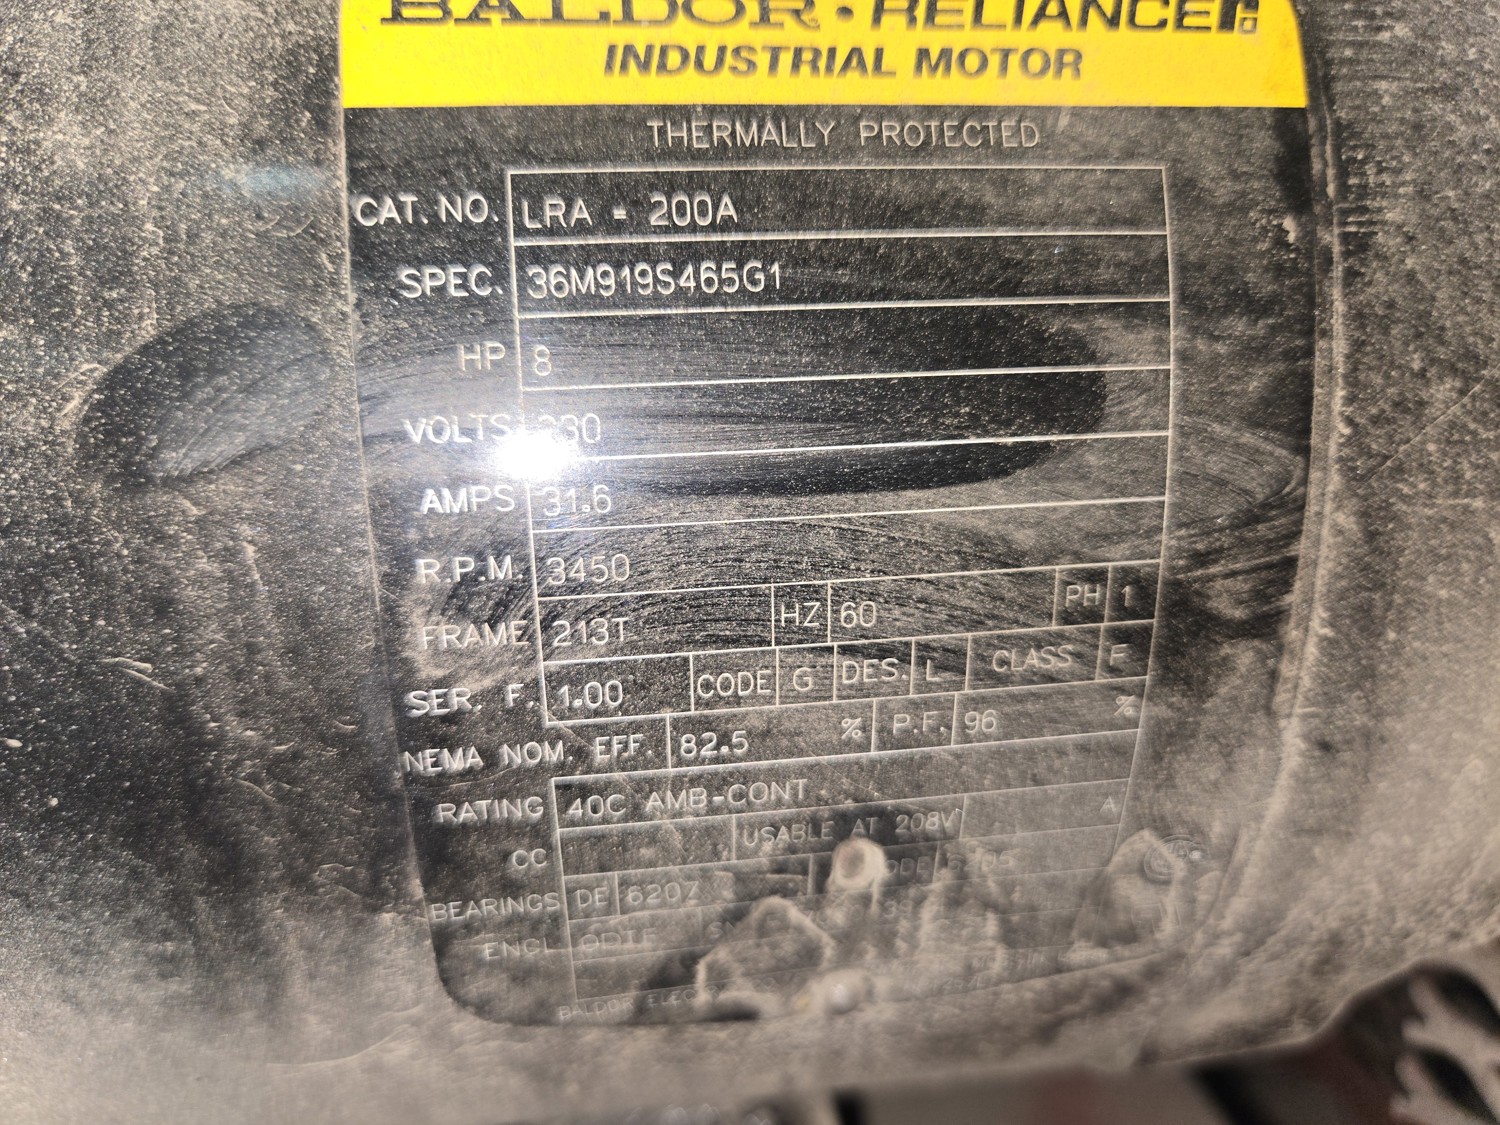 BALDOR • RELIANCE
INDUSTRIAL MOTOR
THERMALLY PROTECTED
CAT. NO. LRA = 200A
SPEC. 36M919S465G1
HP 8
VOLTS 230
AMPS 31.6
R.P.M. 3450
FRAME 213T HZ 60 PH 1
SER. F. 1.00 CODE G DES. L CLASS F
NEMA NOM. EFF. 82.5 % P.F. 96 %
RATING 40C AMB-CONT
CC USABLE AT 208V A
BEARINGS DE 6207
ENCL SN
BALDOR